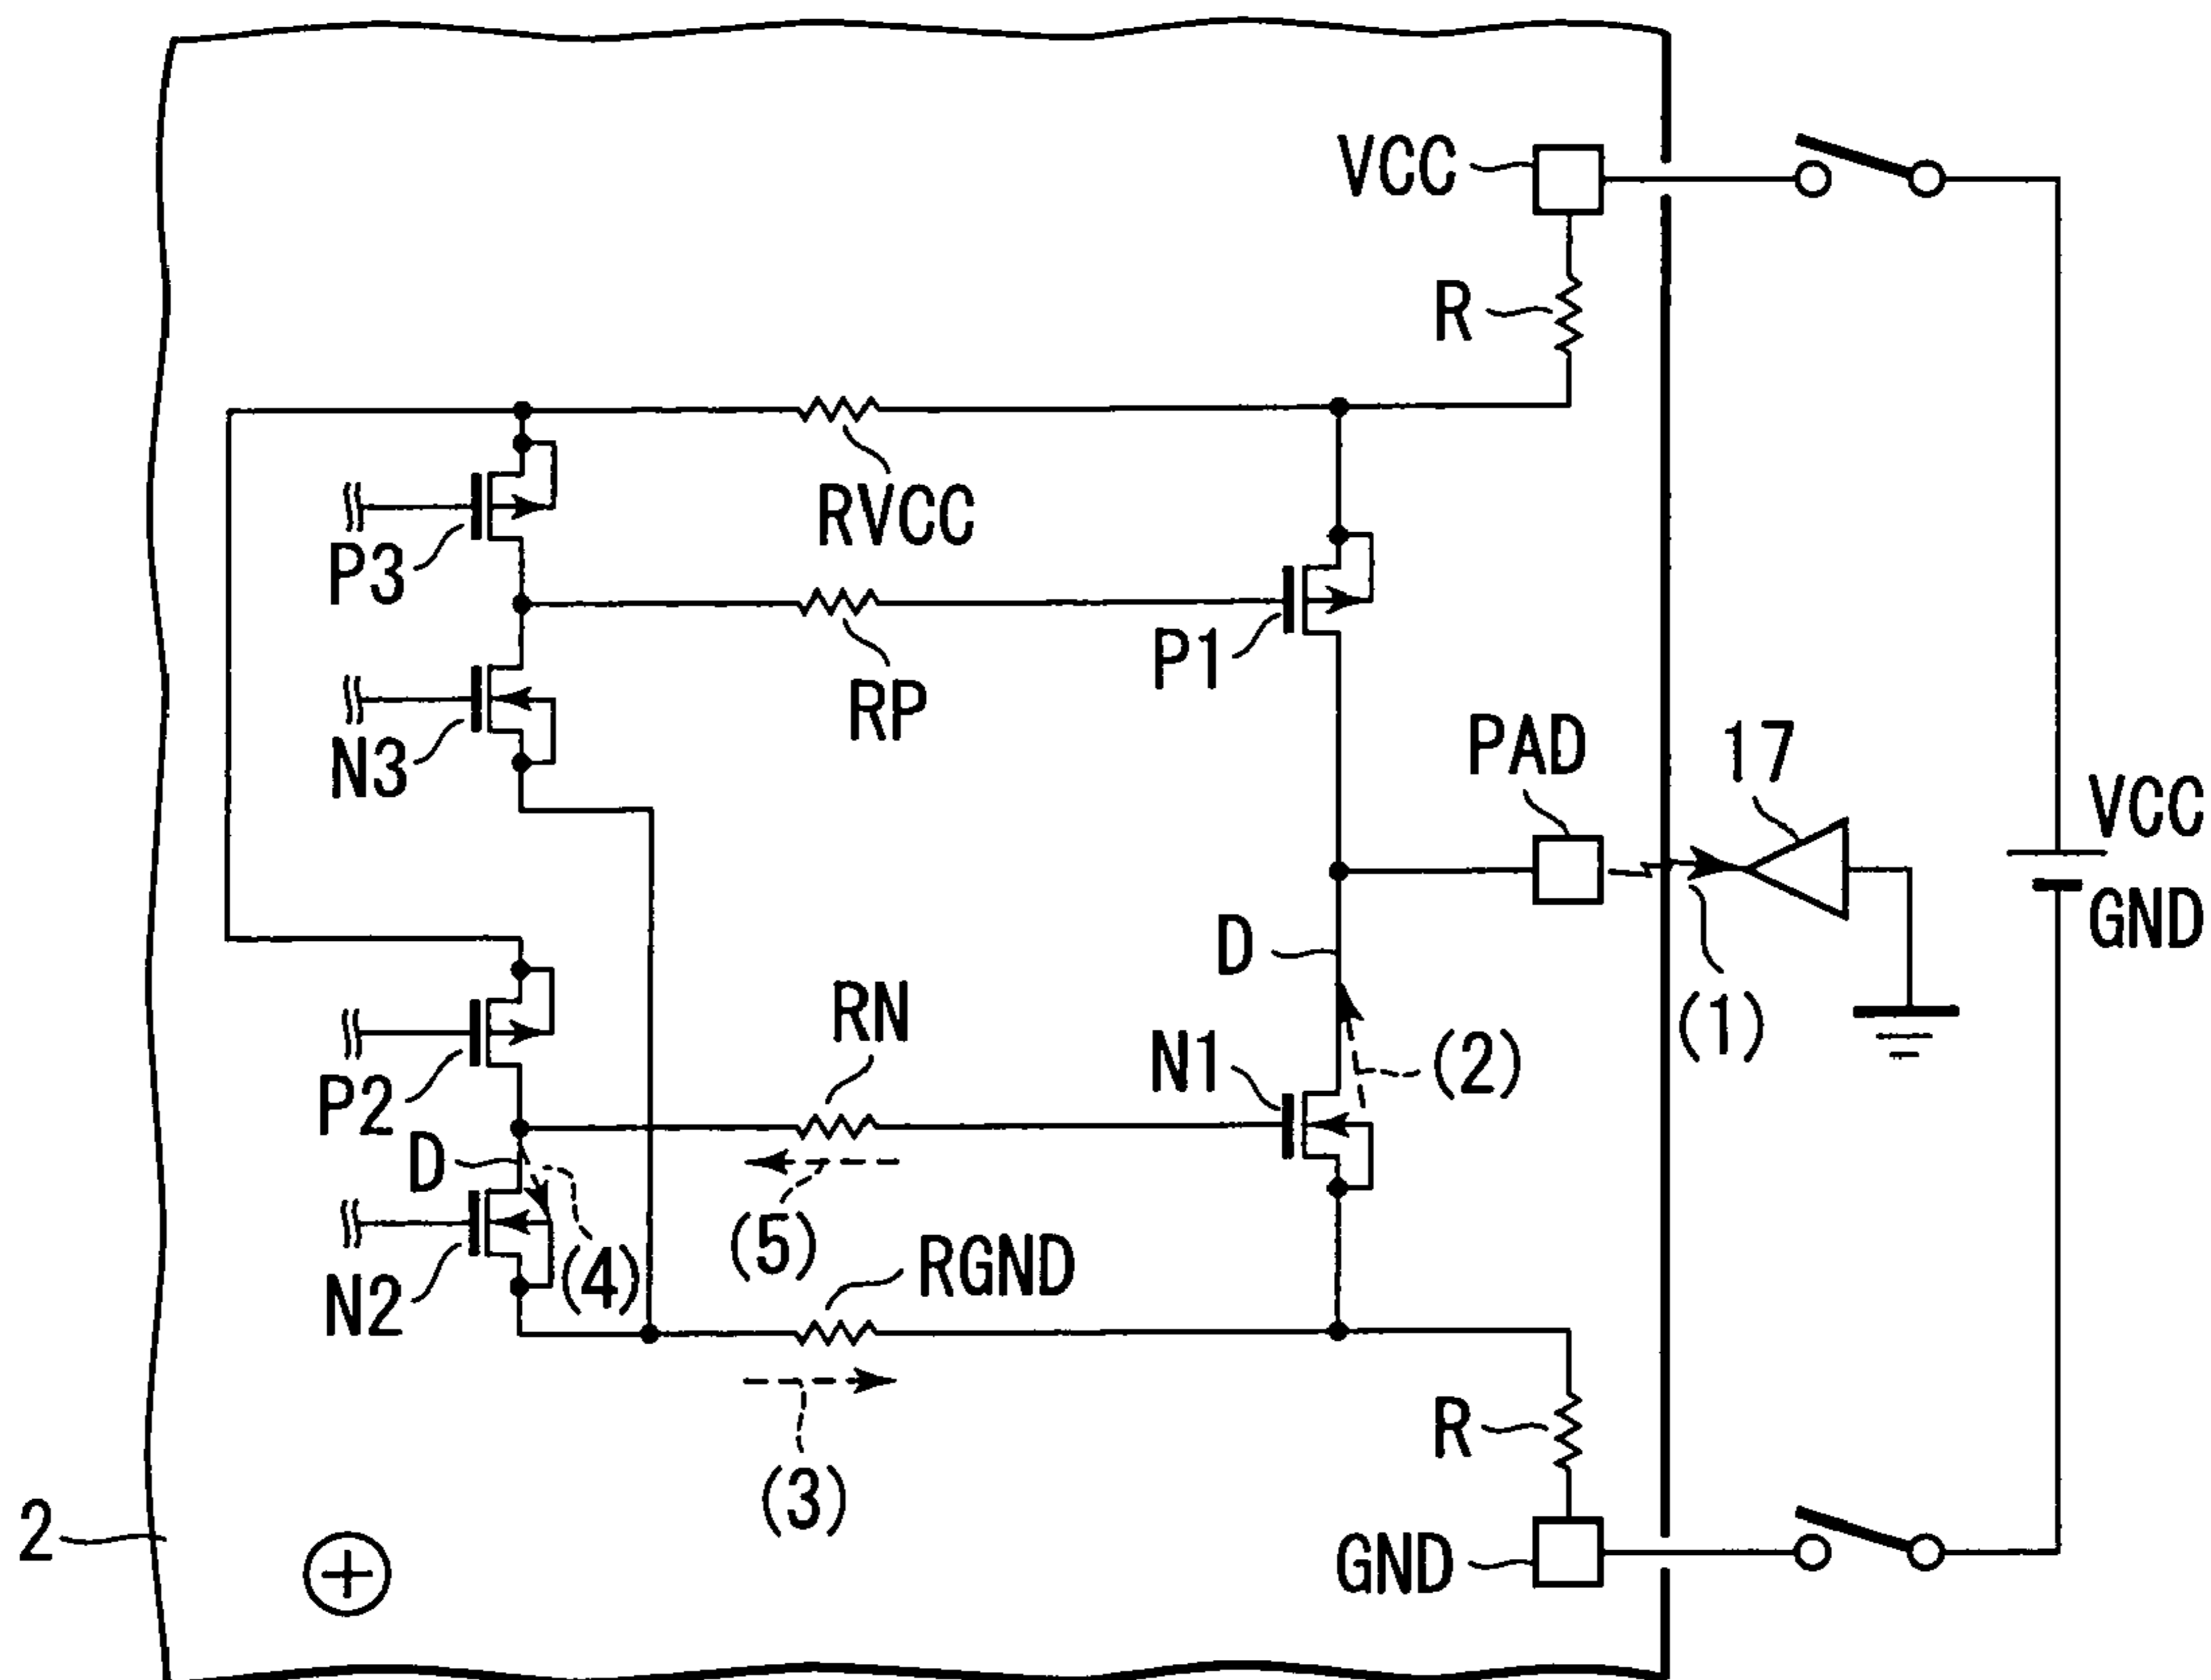 VCC
R
RVCC
P3
P1
RP
N3
PAD
17
VCC
GND
D
(1)
RN
N1
(2)
P2
D
(5)
(4)
RGND
N2
R
(3)
2
GND